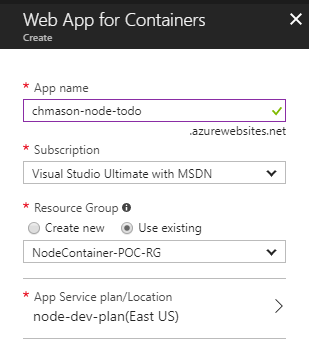 Web App for Containers
Create
* App name
chmason-node-todo
.azurewebsites.net
* Subscription
Visual Studio Ultimate with MSDN
* Resource Group
Create new Use existing
NodeContainer-POC-RG
* App Service plan/Location
node-dev-plan(East US)